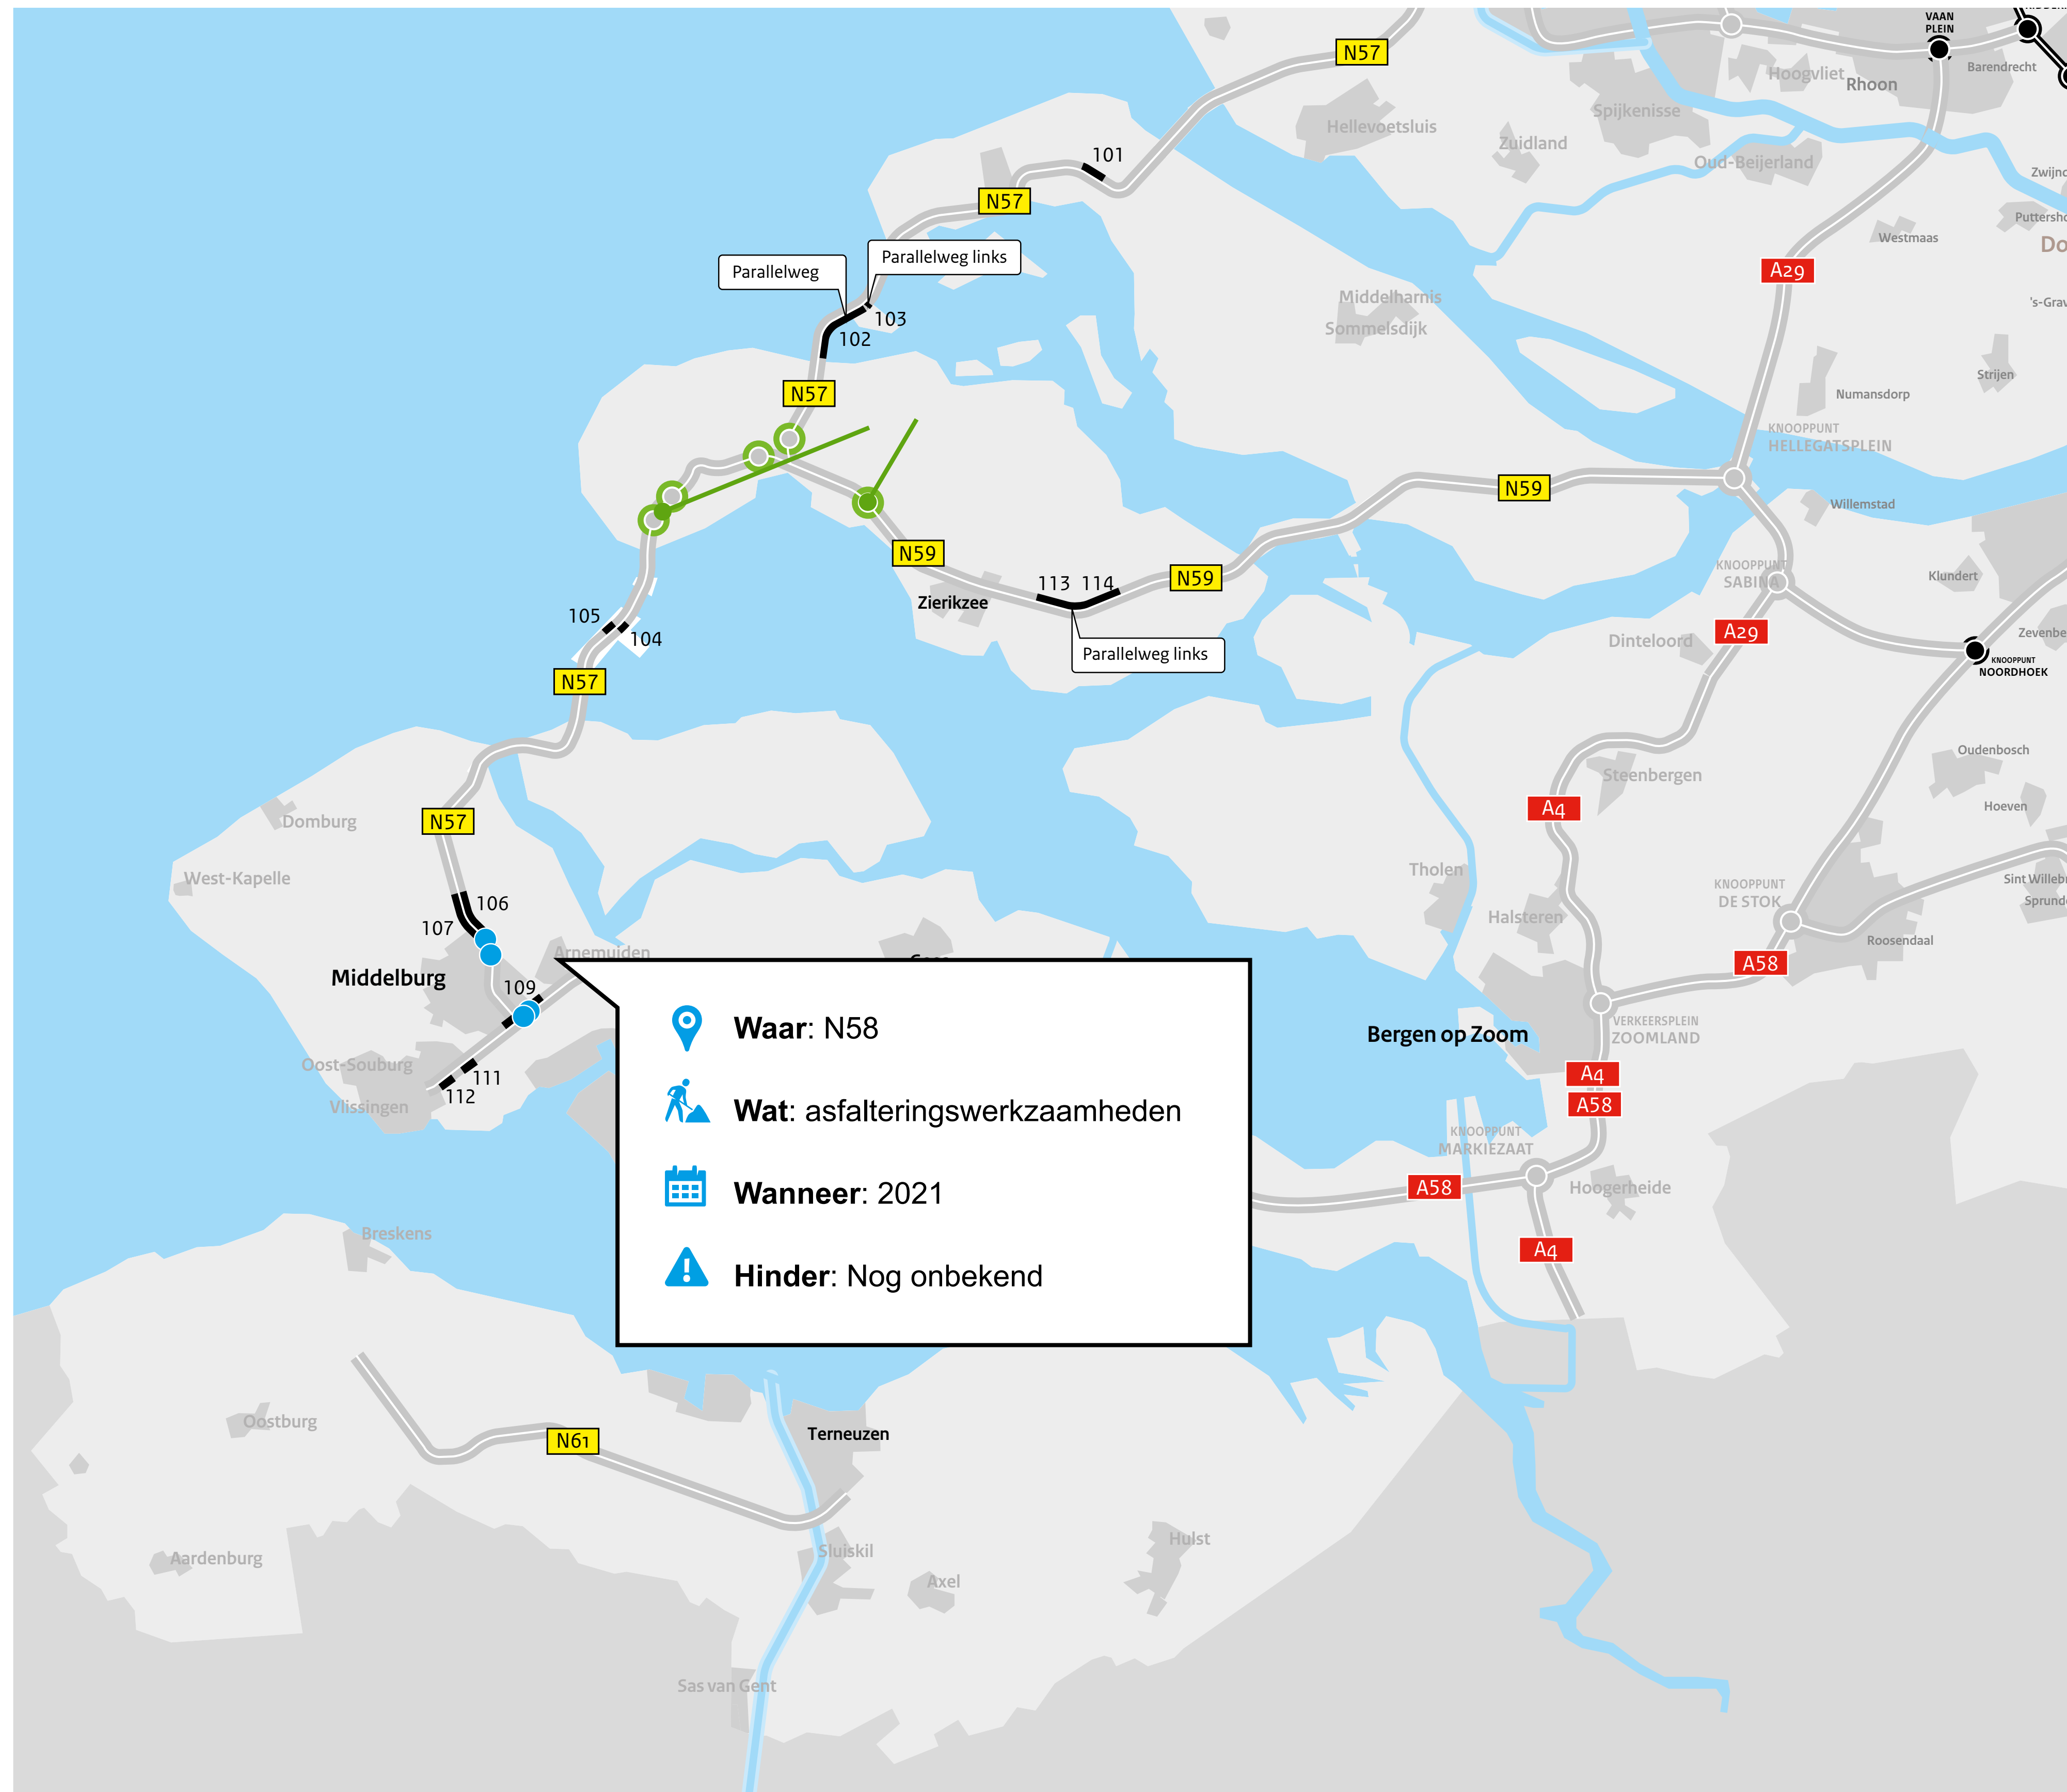 VAAN
PLEIN
N57
Barendrecht
Hoogvliet
Rhoon
Spijkenisse
Hellevoetsluis
Zuidland
101
Oud-Beijerland
N57
Westmaas
Parallelweg links
Parallelweg
A29
Middelharnis
103
Sommelsdijk
102
Strijen
N57
Numansdorp
KNOOPPUNT
HELLEGATSPLEIN
N59
Willemstad
N59
KNOOPPUNT
SABINA
Klundert
113 114
N59
Zierikzee
105
104
A29
Dinteloord
Parallelweg links
KNOOPPUNT
NOORDHOEK
N57
Oudenbosch
Steenbergen
Hoeven
A4
N57
Domburg
Tholen
West-Kapelle
KNOOPPUNT
DE STOK
106
Halsteren
107
Roosendaal
Arnemuiden
A58
Middelburg
109
VERKEERSPLEIN
ZOOMLAND
Bergen op Zoom
Waar: N58
Oost-Souburg
111
A4
112
A58
Vlissingen
Wat: asfalteringswerkzaamheden
KNOOPPUNT
MARKIEZAAT
A58
Hoogerheide
Wanneer: 2021
Breskens
A4
Hinder: Nog onbekend
Oostburg
Terneuzen
N61
Hulst
Sluiskil
Aardenburg
Axel
Sas van Gent